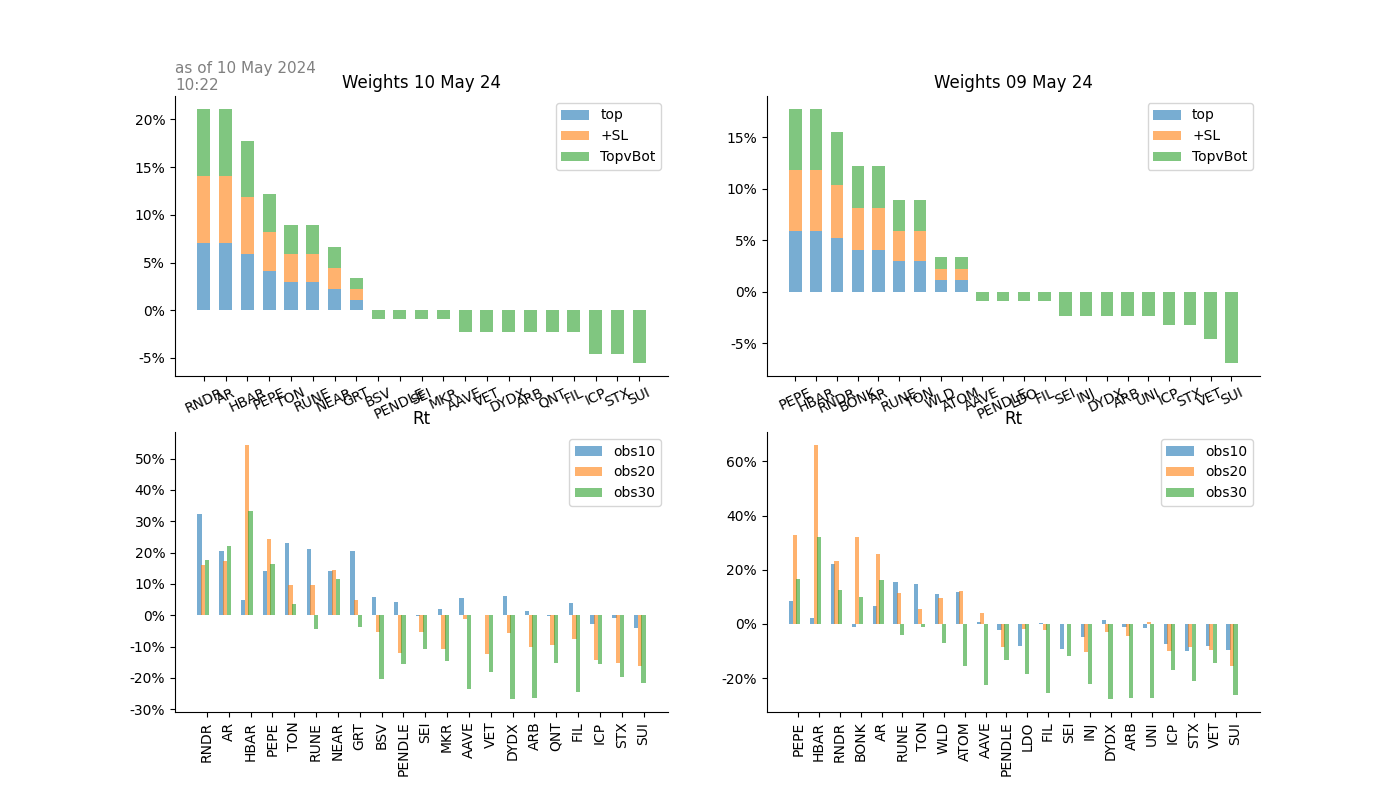 as of 10 May 2024
10:22
Weights 10 May 24
20%
15%
10%
5%
0%
-5%
top
+SL
TopvBot
RNDR AR HBAR PEPE TON RUNE NEAR GRT BSV PENDLE SEI MKR AAVE VET DYDX ARB QNT FIL ICP STX SUI
Weights 09 May 24
15%
10%
5%
0%
-5%
top
+SL
TopvBot
PEPE HBAR RNDR BONK AR RUNE TON WLD ATOM AAVE PENDLE LDO FIL SEI INJ DYDX ARB UNI ICP STX VET SUI
Rt
50%
40%
30%
20%
10%
0%
-10%
-20%
-30%
obs10
obs20
obs30
RNDR AR HBAR PEPE TON RUNE NEAR GRT BSV PENDLE SEI MKR AAVE VET DYDX ARB QNT FIL ICP STX SUI
Rt
60%
40%
20%
0%
-20%
obs10
obs20
obs30
PEPE HBAR RNDR BONK AR RUNE TON WLD ATOM AAVE PENDLE LDO FIL SEI INJ DYDX ARB UNI ICP STX VET SUI